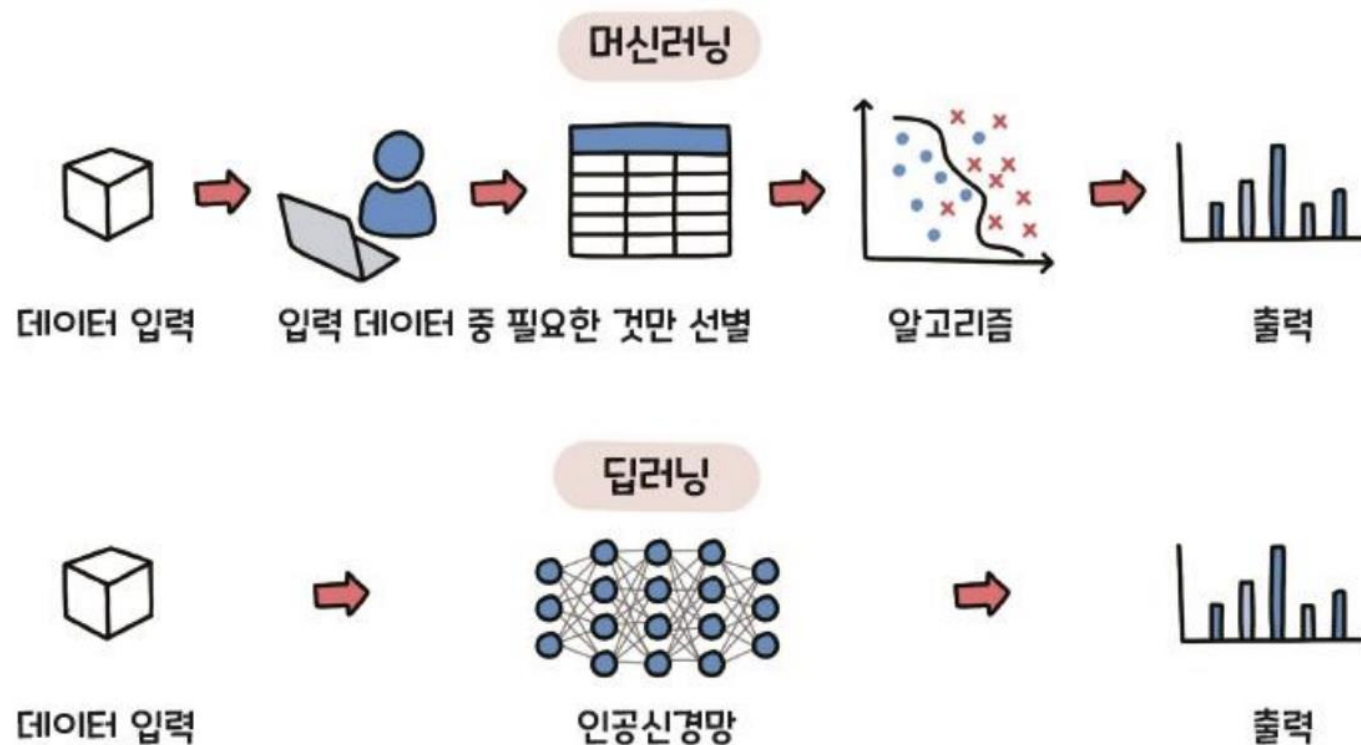 머신러닝
데이터 입력
입력 데이터 중 필요한 것만 선별
알고리즘
출력
딥러닝
데이터 입력
인공신경망
출력